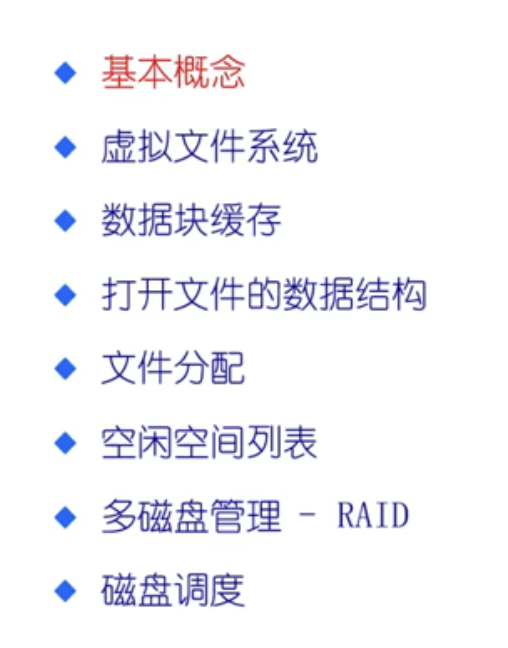 基本概念
虚拟文件系统
数据块缓存
打开文件的数据结构
文件分配
空闲空间列表
多磁盘管理 - RAID
磁盘调度